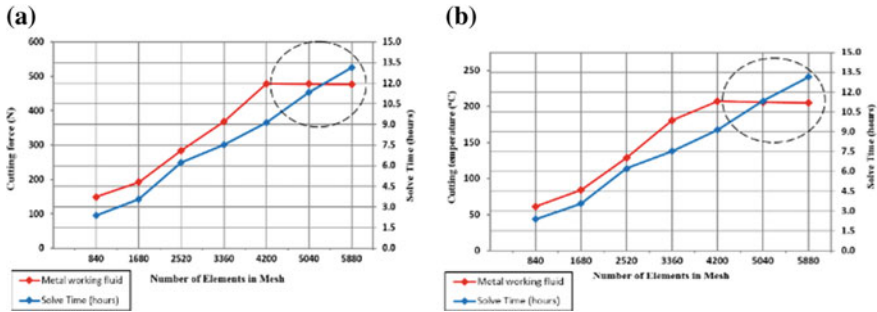 (a)
Cutting force (N)
600
500
400
300
200
100
0
15.0
13.5
12.0
10.5
9.0
7.5
6.0
4.5
3.0
1.5
0.0
Solve Time (hours)
840 1680 2520 3360 4200 5040 5880
Number of Elements in Mesh
Metal working fluid
Solve Time (hours)
(b)
Cutting temperature (°C)
250
200
150
100
50
0
15.0
13.5
12.0
10.5
9.0
7.5
6.0
4.5
3.0
1.5
0.0
Solve Time (hours)
840 1680 2520 3360 4200 5040 5880
Number of Elements in Mesh
Metal working fluid
Solve Time (hours)